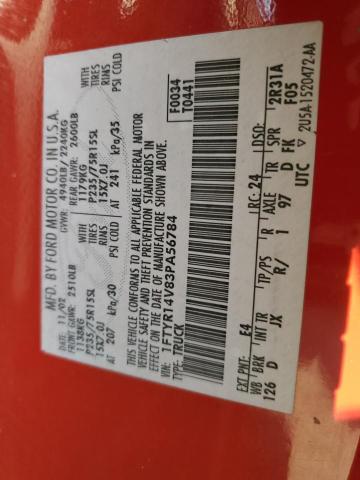 MFD. BY FORD MOTOR CO. IN U.S.A.
DATE: 11/02 GVWR: 4940LB/ 2240KG
FRONT GAWR: 2510LB REAR GAWR: 2600LB
1138KG 1179KG WITH
P235/75R15SL P235/75R15SL TIRES
15X7.0J 15X7.0J RIMS
AT 207 kPa/30 PSI COLD AT 241 kPa/35 PSI COLD
THIS VEHICLE CONFORMS TO ALL APPLICABLE FEDERAL MOTOR
VEHICLE SAFETY AND THEFT PREVENTION STANDARDS IN
EFFECT ON THE DATE OF MANUFACTURE SHOWN ABOVE.
VIN: 1FTYR14V83PA56784
TYPE: TRUCK
F0034
T0441
EXT PNT: E4 RC: 24 DSO:
WB BRK INT TR TP/PS R AXLE TR SPR 2R31A
126 D JX R/ 1 97 D FK F05
UTC ▽ 2U5A-1520472-AA